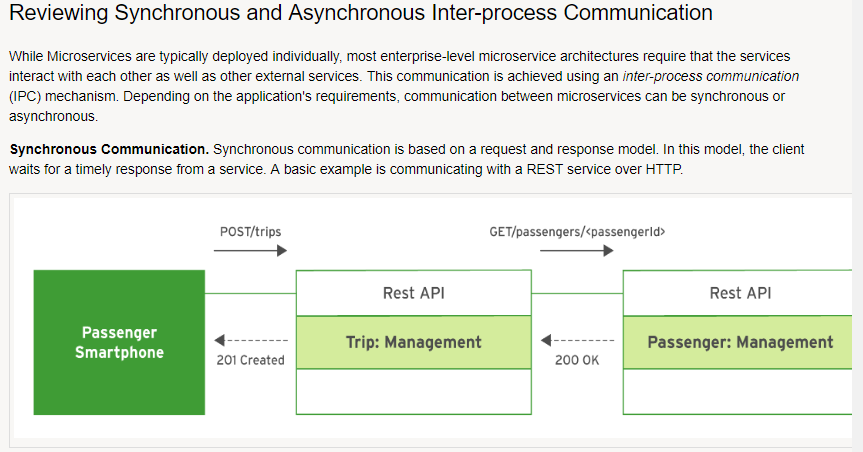 Reviewing Synchronous and Asynchronous Inter-process Communication
While Microservices are typically deployed individually, most enterprise-level microservice architectures require that the services
interact with each other as well as other external services. This communication is achieved using an inter-process communication
(IPC) mechanism. Depending on the application's requirements, communication between microservices can be synchronous or
asynchronous.
Synchronous Communication. Synchronous communication is based on a request and response model. In this model, the client
waits for a timely response from a service. A basic example is communicating with a REST service over HTTP.
POST/trips
GET/passengers/<passengerId>
Rest API
Rest API
Passenger
Smartphone
Trip: Management
Passenger: Management
201 Created
200 OK